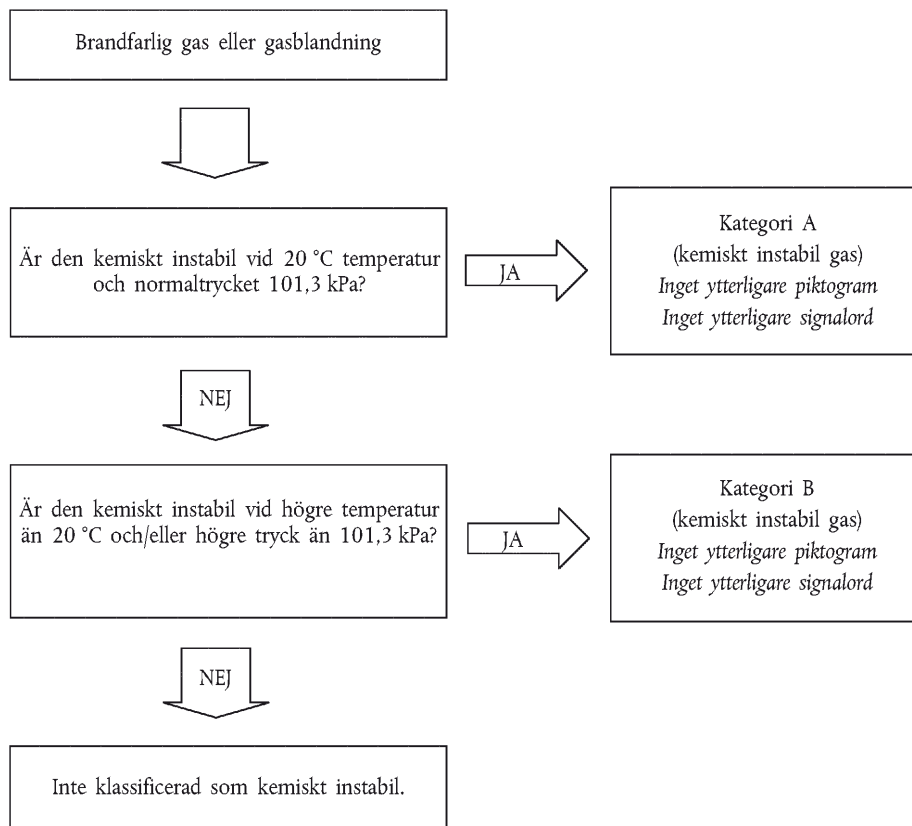 Brandfarlig gas eller gasblandning
Är den kemiskt instabil vid 20 °C temperatur
och normaltrycket 101,3 kPa?
JA
Kategori A
(kemiskt instabil gas)
Inget ytterligare piktogram
Inget ytterligare signalord
NEJ
Är den kemiskt instabil vid högre temperatur
än 20 °C och/eller högre tryck än 101,3 kPa?
JA
Kategori B
(kemiskt instabil gas)
Inget ytterligare piktogram
Inget ytterligare signalord
NEJ
Inte klassificerad som kemiskt instabil.